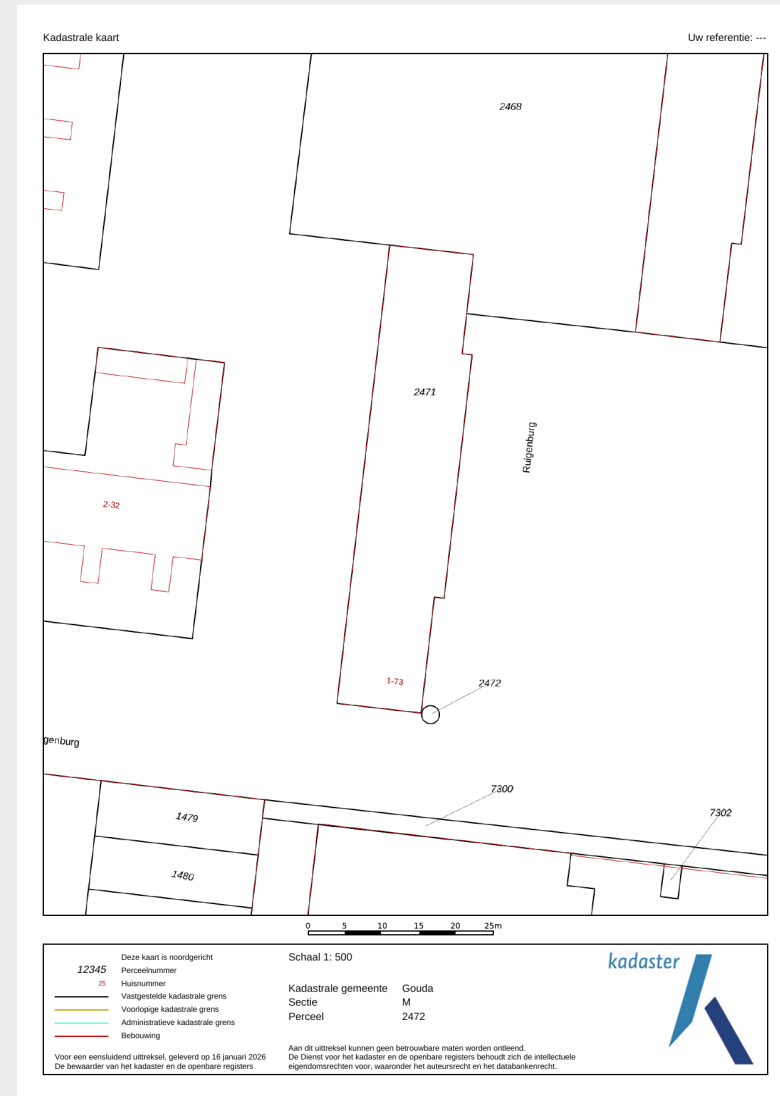 Kadastrale kaart
Uw referentie: ---
2468
2471
Ruigenburg
2-32
1-73
2472
genburg
7300
1479
7302
1480
0 5 10 15 20 25m
Deze kaart is noordgericht
12345 Perceelnummer
25 Huisnummer
Vastgestelde kadastrale grens
Voorlopige kadastrale grens
Administratieve kadastrale grens
Bebouwing
Voor een eensluidend uittreksel, geleverd op 16 januari 2026
De bewaarder van het kadaster en de openbare registers
Schaal 1: 500
Kadastrale gemeente Gouda
Sectie M
Perceel 2472
Aan dit uittreksel kunnen geen betrouwbare maten worden ontleend.
De Dienst voor het kadaster en de openbare registers behoudt zich de intellectuele
eigendomsrechten voor, waaronder het auteursrecht en het databankenrecht.
kadaster